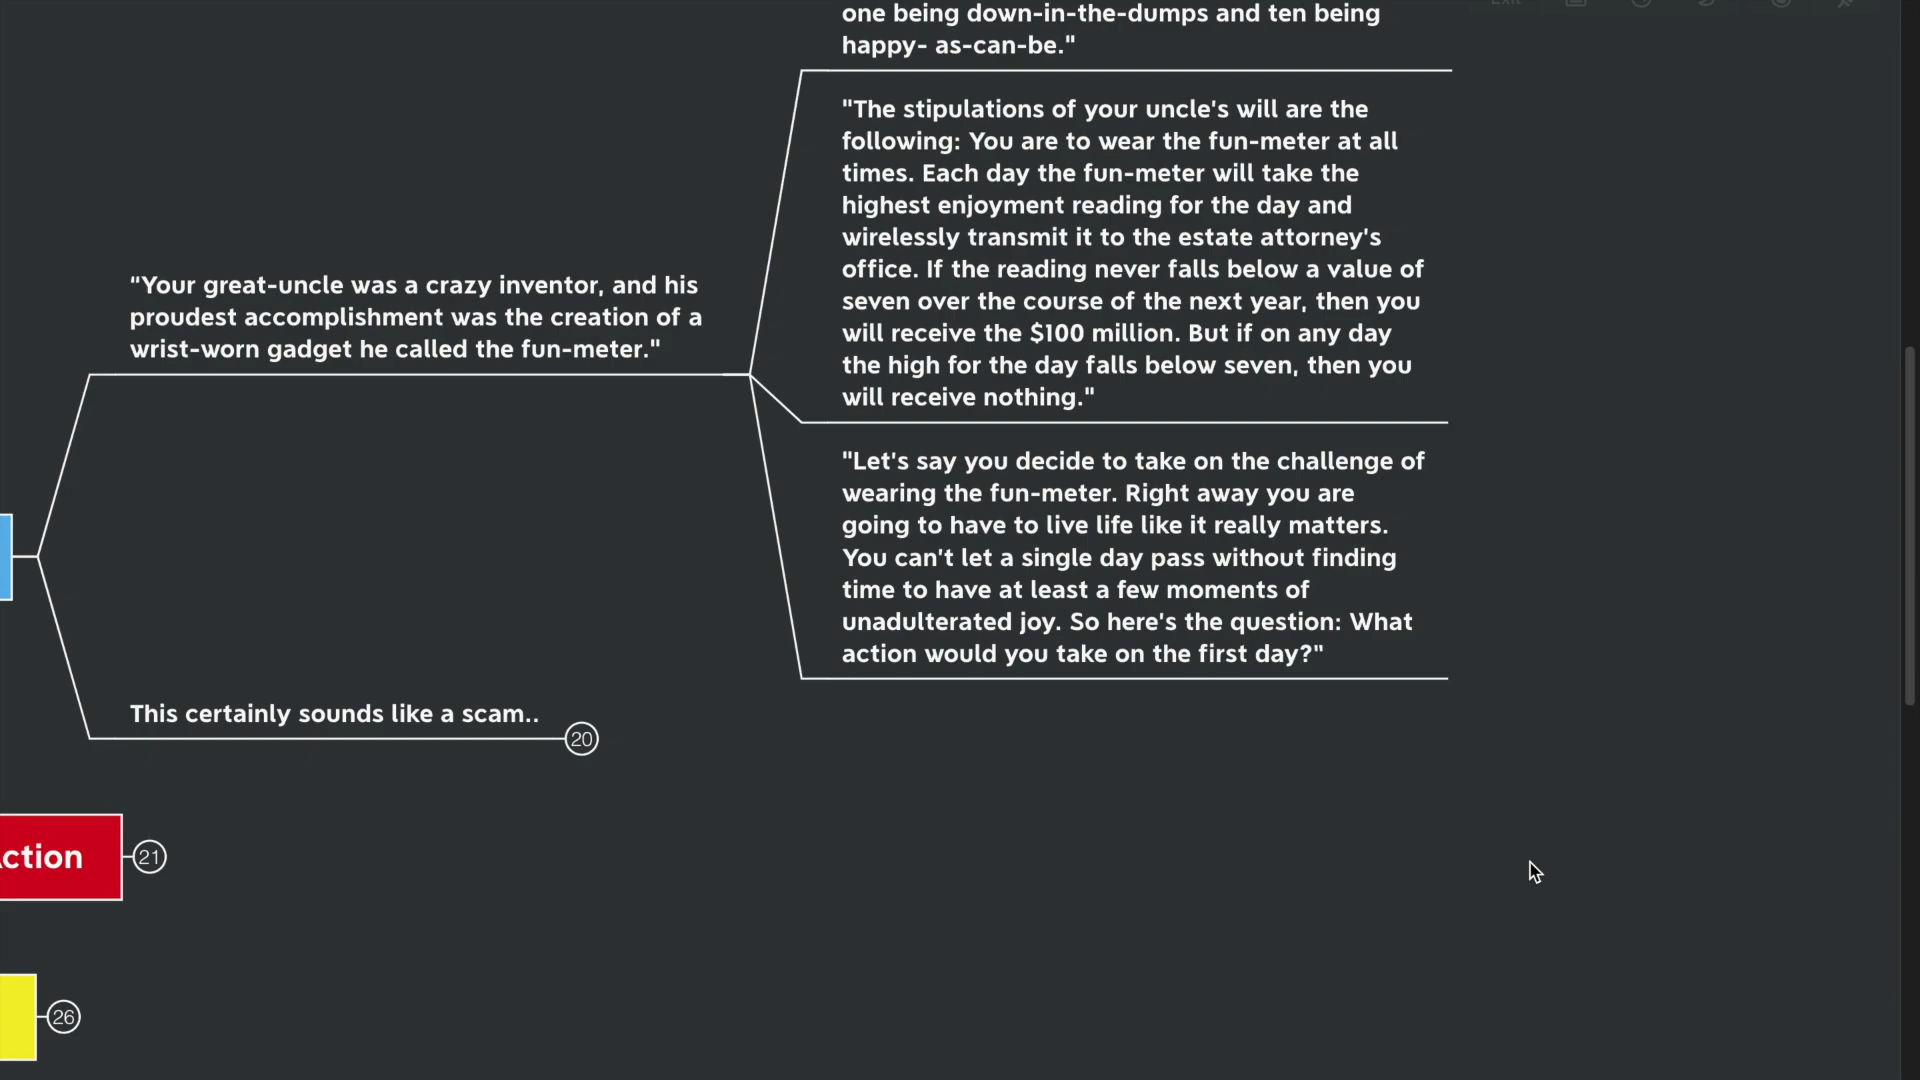 one being down-in-the-dumps and ten being
happy- as-can-be."
"The stipulations of your uncle's will are the
following: You are to wear the fun-meter at all
times. Each day the fun-meter will take the
highest enjoyment reading for the day and
wirelessly transmit it to the estate attorney's
office. If the reading never falls below a value of
seven over the course of the next year, then you
will receive the $100 million. But if on any day
the high for the day falls below seven, then you
will receive nothing."
“Your great-uncle was a crazy inventor, and his
proudest accomplishment was the creation of a
wrist-worn gadget he called the fun-meter."
"Let's say you decide to take on the challenge of
wearing the fun-meter. Right away you are
going to have to live life like it really matters.
You can't let a single day pass without finding
time to have at least a few moments of
unadulterated joy. So here's the question: What
action would you take on the first day?"
This certainly sounds like a scam..
20
ction
21
26